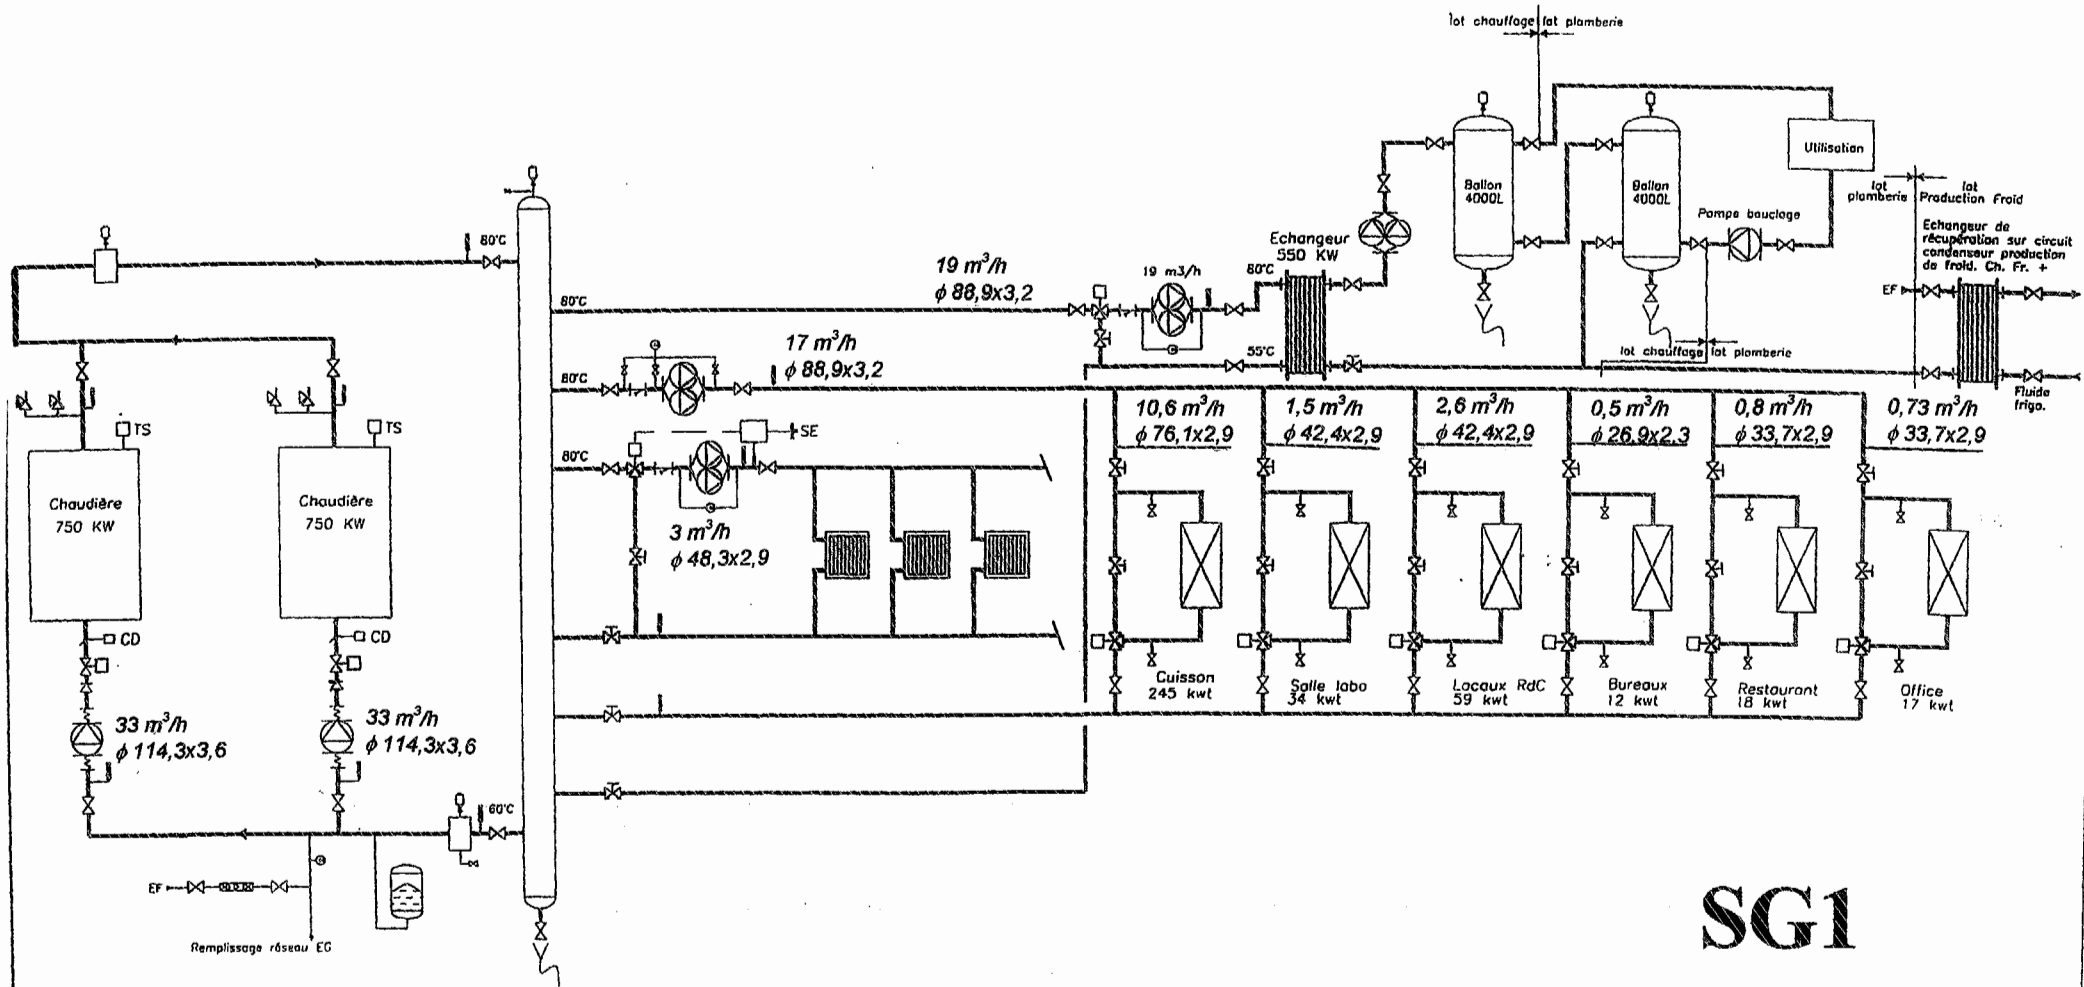 lot chauffage lot plomberie
Ballon
4000L
Ballon
4000L
Utilisation
Pompe bouclage
lot
plomberie
lot
Production Froid
Echangeur de
récupération sur circuit
condenseur production
de froid. Ch. Fr. +
EF
Fluide
frigo.
lot chauffage lot plomberie
Echangeur
550 KW
80°C
55°C
19 m3/h
19 m³/h
ϕ 88,9x3,2
80°C
80°C
17 m³/h
ϕ 88,9x3,2
80°C
80°C
SE
3 m³/h
ϕ 48,3x2,9
10,6 m³/h
ϕ 76,1x2,9
1,5 m³/h
ϕ 42,4x2,9
2,6 m³/h
ϕ 42,4x2,9
0,5 m³/h
ϕ 26,9x2,3
0,8 m³/h
ϕ 33,7x2,9
0,73 m³/h
ϕ 33,7x2,9
TS
TS
Chaudière
750 KW
Chaudière
750 KW
CD
CD
33 m³/h
ϕ 114,3x3,6
33 m³/h
ϕ 114,3x3,6
Cuisson
245 kwt
Salle labo
34 kwt
Locaux RdC
59 kwt
Bureaux
12 kwt
Restaurant
18 kwt
Office
17 kwt
60°C
EF
Remplissage réseau EG
SG1